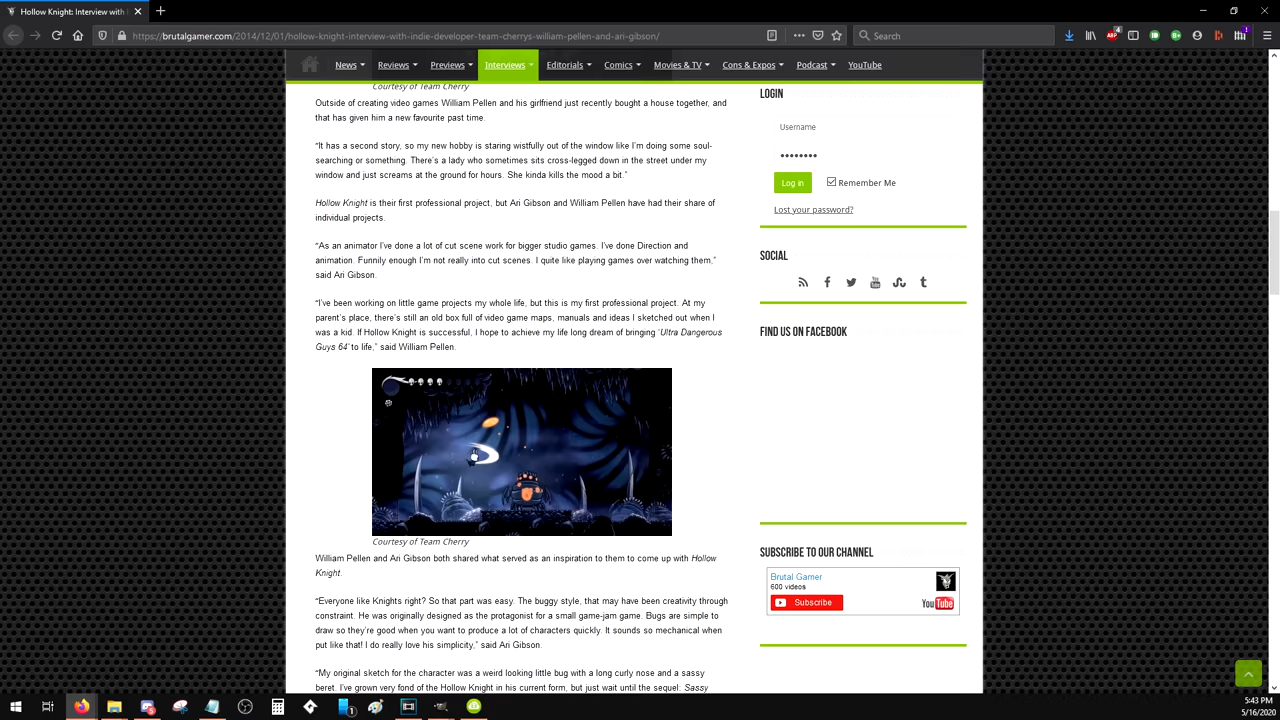 Hollow Knight: Interview with In
https://brutalgamer.com/2014/12/01/hollow-knight-interview-with-indie-developer-team-cherrys-william-pellen-and-ari-gibson/
Search
News
Reviews
Previews
Interviews
Editorials
Comics
Movies & TV
Cons & Expos
Podcast
YouTube
Courtesy of Team Cherry
Outside of creating video games William Pellen and his girlfriend just recently bought a house together, and
that has given him a new favourite past time.
“It has a second story, so my new hobby is staring wistfully out of the window like I’m doing some soul-
searching or something. There’s a lady who sometimes sits cross-legged down in the street under my
window and just screams at the ground for hours. She kinda kills the mood a bit.”
Hollow Knight is their first professional project, but Ari Gibson and William Pellen have had their share of
individual projects.
“As an animator I’ve done a lot of cut scene work for bigger studio games. I’ve done Direction and
animation. Funnily enough I’m not really into cut scenes. I quite like playing games over watching them,”
said Ari Gibson.
“I’ve been working on little game projects my whole life, but this is my first professional project. At my
parent’s place, there’s still an old box full of video game maps, manuals and ideas I sketched out when I
was a kid. If Hollow Knight is successful, I hope to achieve my life long dream of bringing ‘Ultra Dangerous
Guys 64’ to life,” said William Pellen.
Courtesy of Team Cherry
William Pellen and Ari Gibson both shared what served as an inspiration to them to come up with Hollow
Knight.
“Everyone like Knights right? So that part was easy. The buggy style, that may have been creativity through
constraint. He was originally designed as the protagonist for a small game-jam game. Bugs are simple to
draw so they’re good when you want to produce a lot of characters quickly. It sounds so mechanical when
put like that! I do really love his simplicity,” said Ari Gibson.
“My original sketch for the character was a weird looking little bug with a long curly nose and a sassy
beret. I’ve grown very fond of the Hollow Knight in his current form, but just wait until the sequel: Sassy
LOGIN
Username
••••••••
Log in
Remember Me
Lost your password?
SOCIAL
FIND US ON FACEBOOK
SUBSCRIBE TO OUR CHANNEL
Brutal Gamer
600 videos
Subscribe
YouTube
5:43 PM
5/16/2020